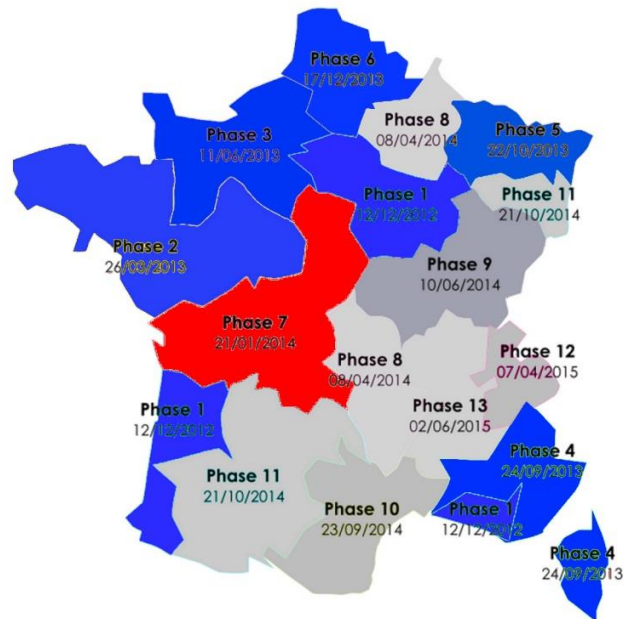 Phase 6
17/12/2013
Phase 8
08/04/2014
Phase 3
11/06/2013
Phase 5
22/10/2013
Phase 1
12/12/2012
Phase 11
21/10/2014
Phase 2
26/03/2013
Phase 9
10/06/2014
Phase 7
21/01/2014
Phase 8
08/04/2014
Phase 12
07/04/2015
Phase 1
12/12/2012
Phase 13
02/06/2015
Phase 4
24/09/2013
Phase 11
21/10/2014
Phase 10
23/09/2014
Phase 1
12/12/2012
Phase 4
24/09/2013